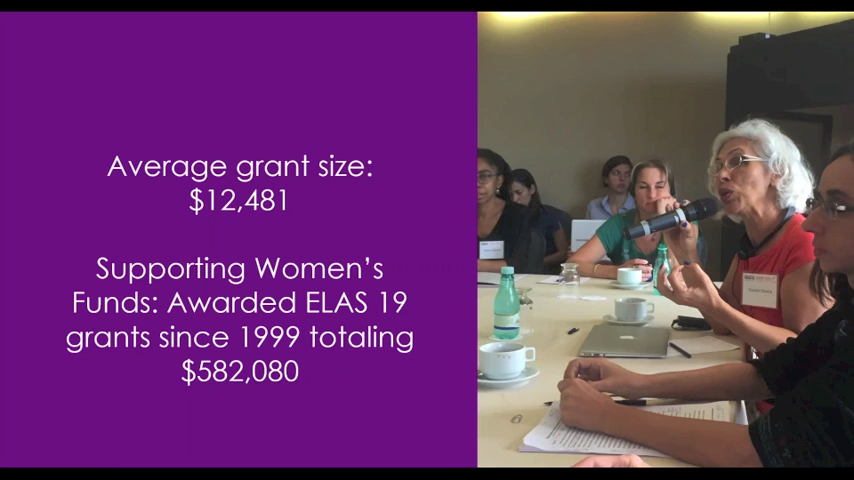 Average grant size:
$12,481
Supporting Women’s
Funds: Awarded ELAS 19
grants since 1999 totaling
$582,080